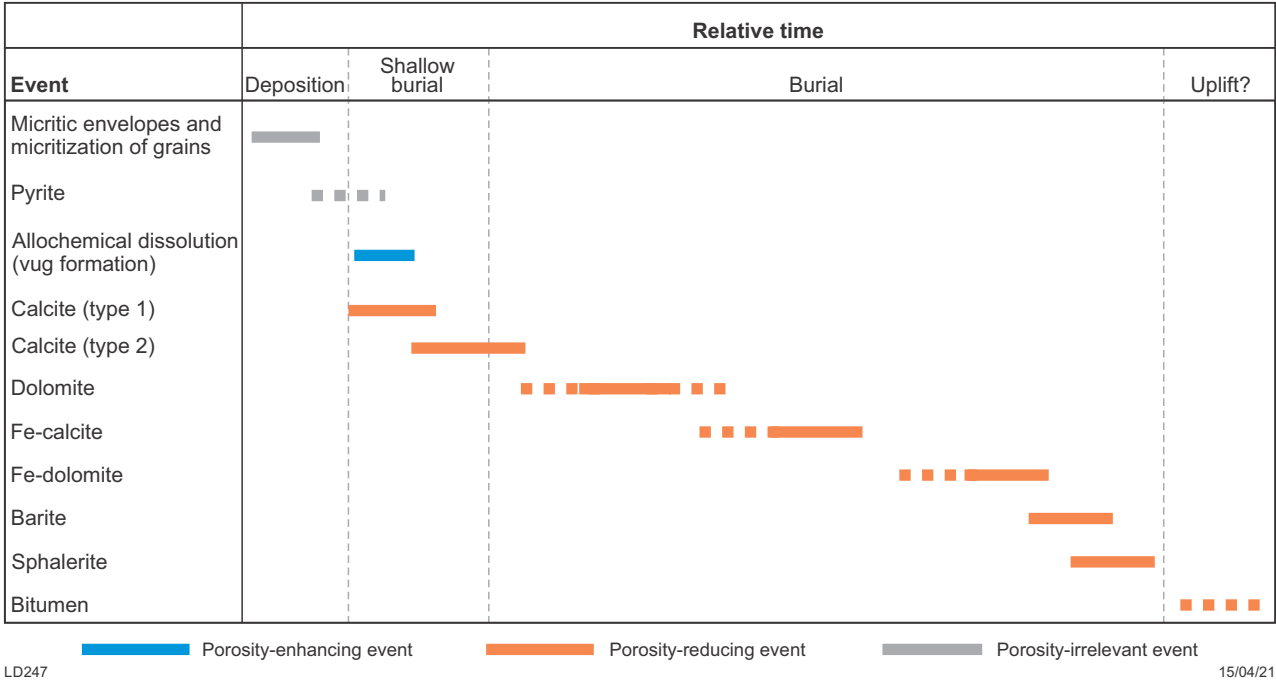 Relative time
Event
Deposition
Shallow
burial
Burial
Uplift?
Micritic envelopes and
micritization of grains
Pyrite
Allochemical dissolution
(vug formation)
Calcite (type 1)
Calcite (type 2)
Dolomite
Fe-calcite
Fe-dolomite
Barite
Sphalerite
Bitumen
Porosity-enhancing event
Porosity-reducing event
Porosity-irrelevant event
LD247
15/04/21